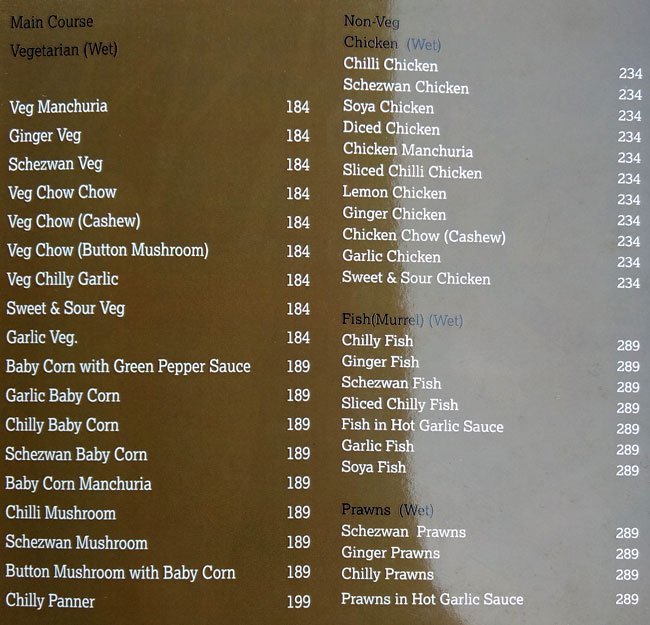 Main Course
Vegetarian (Wet)
Veg Manchuria 184
Ginger Veg 184
Schezwan Veg 184
Veg Chow Chow 184
Veg Chow (Cashew) 184
Veg Chow (Button Mushroom) 184
Veg Chilly Garlic 184
Sweet & Sour Veg 184
Garlic Veg. 184
Baby Corn with Green Pepper Sauce 189
Garlic Baby Corn 189
Chilly Baby Corn 189
Schezwan Baby Corn 189
Baby Corn Manchuria 189
Chilli Mushroom 189
Schezwan Mushroom 189
Button Mushroom with Baby Corn 189
Chilly Panner 199
Non-Veg
Chicken (Wet)
Chilli Chicken 234
Schezwan Chicken 234
Soya Chicken 234
Diced Chicken 234
Chicken Manchuria 234
Sliced Chilli Chicken 234
Lemon Chicken 234
Ginger Chicken 234
Chicken Chow (Cashew) 234
Garlic Chicken 234
Sweet & Sour Chicken 234
Fish(Murrel) (Wet)
Chilly Fish 289
Ginger Fish 289
Schezwan Fish 289
Sliced Chilly Fish 289
Fish in Hot Garlic Sauce 289
Garlic Fish 289
Soya Fish 289
Prawns (Wet)
Schezwan Prawns 289
Ginger Prawns 289
Chilly Prawns 289
Prawns in Hot Garlic Sauce 289